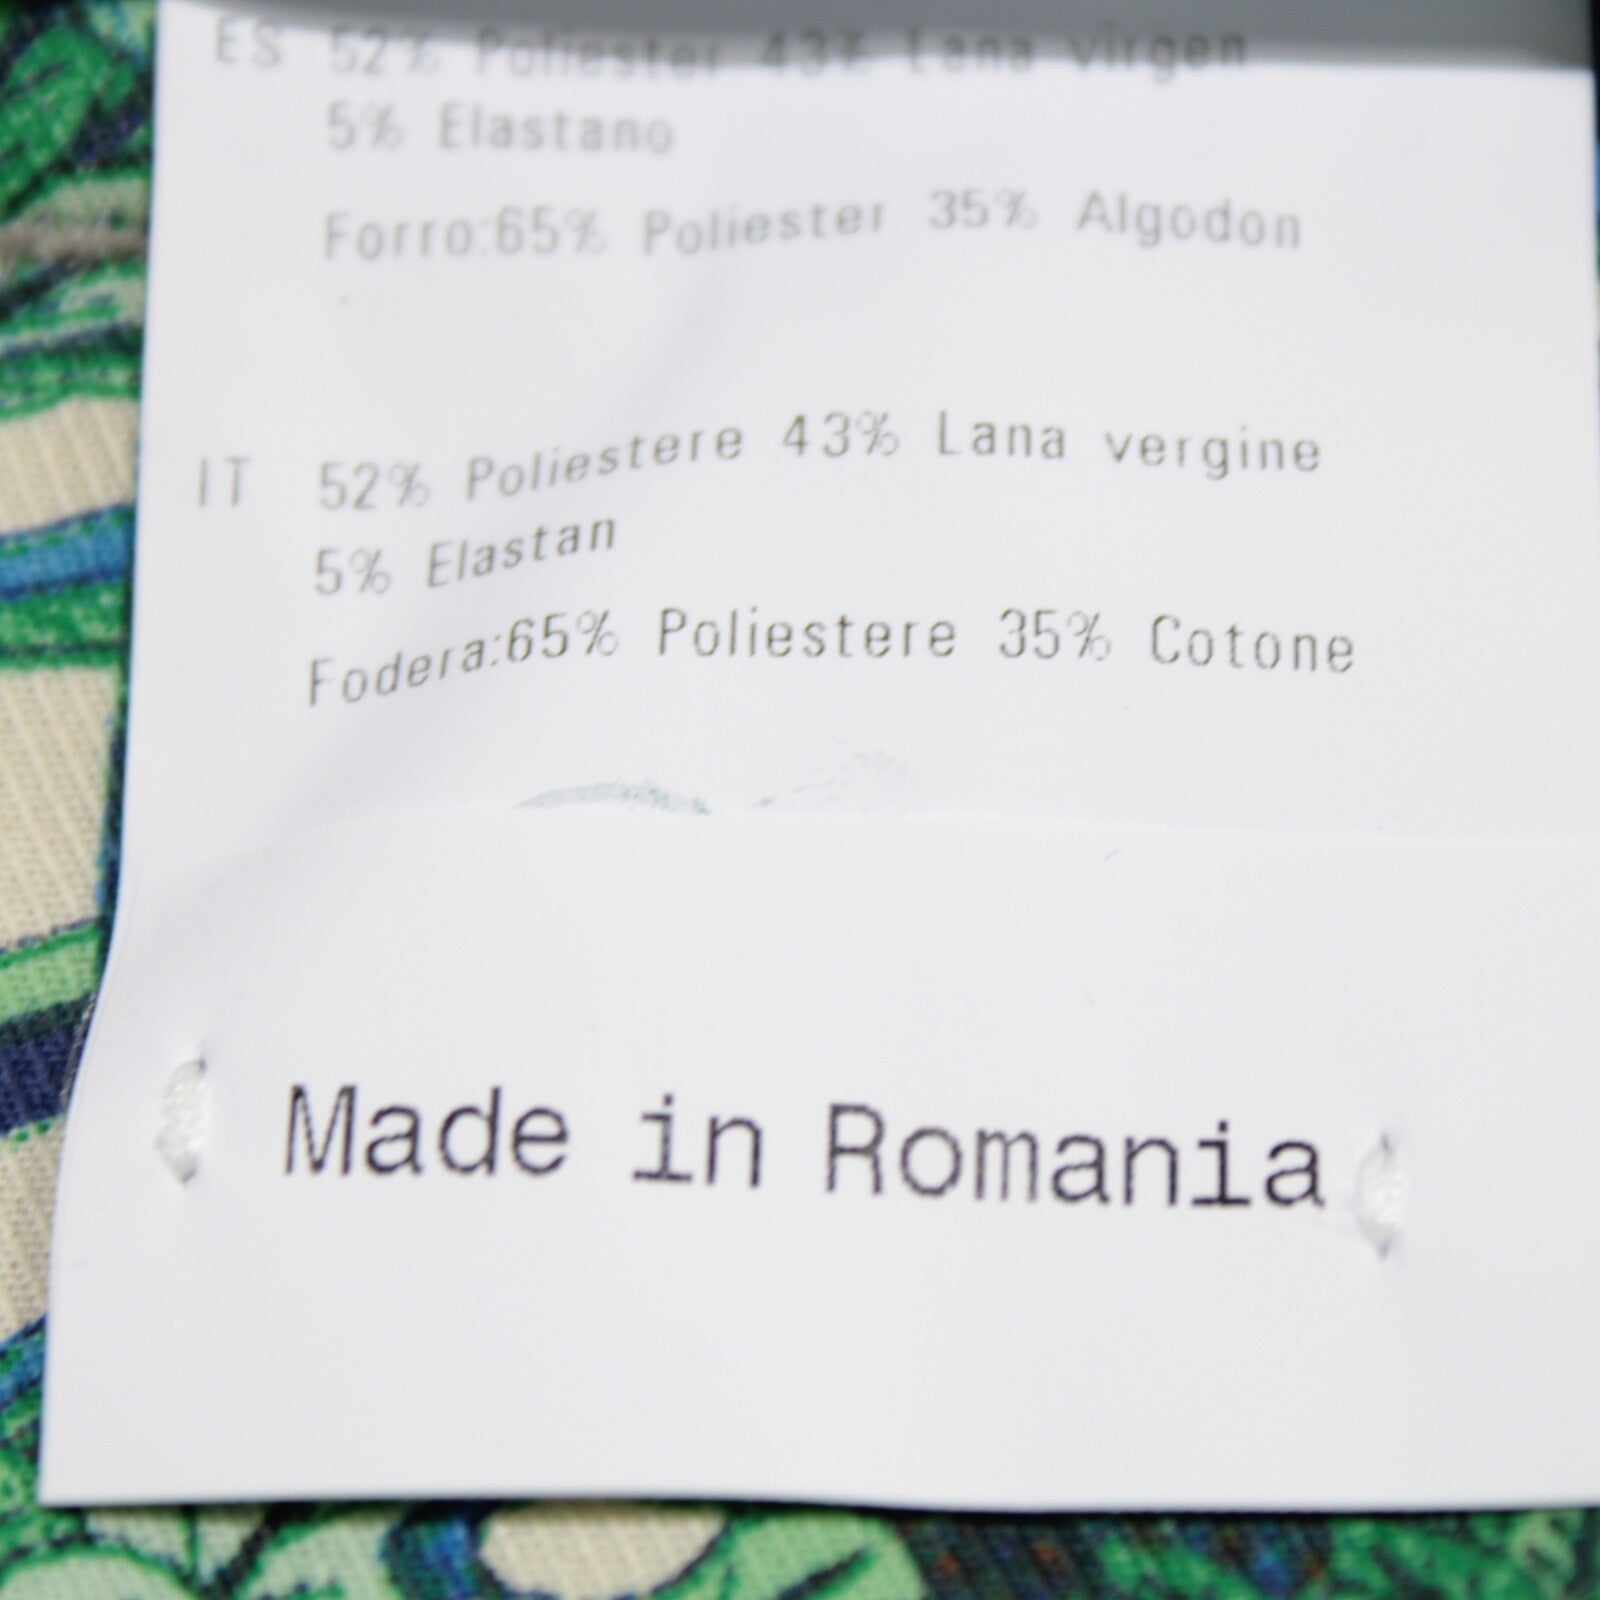 ES 52% Poliester 43% Lana virgen
5% Elastano
Forro:65% Poliester 35% Algodon
IT 52% Poliestere 43% Lana vergine
5% Elastan
Fodera:65% Poliestere 35% Cotone
Made in Romania